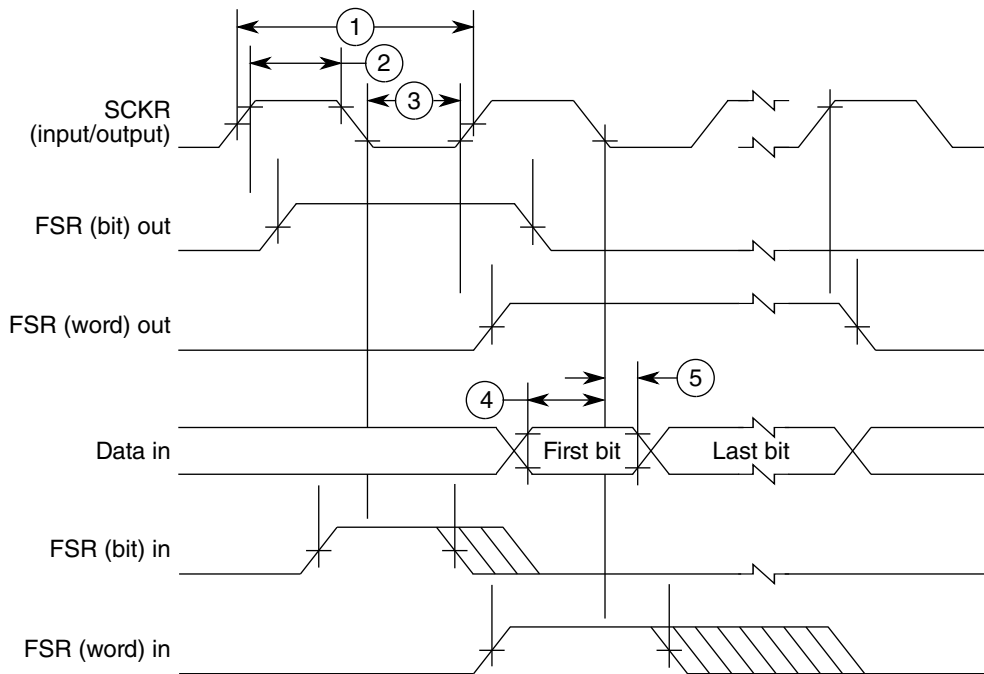 1
2
3
SCKR
(input/output)
FSR (bit) out
FSR (word) out
4
5
Data in
First bit
Last bit
FSR (bit) in
FSR (word) in